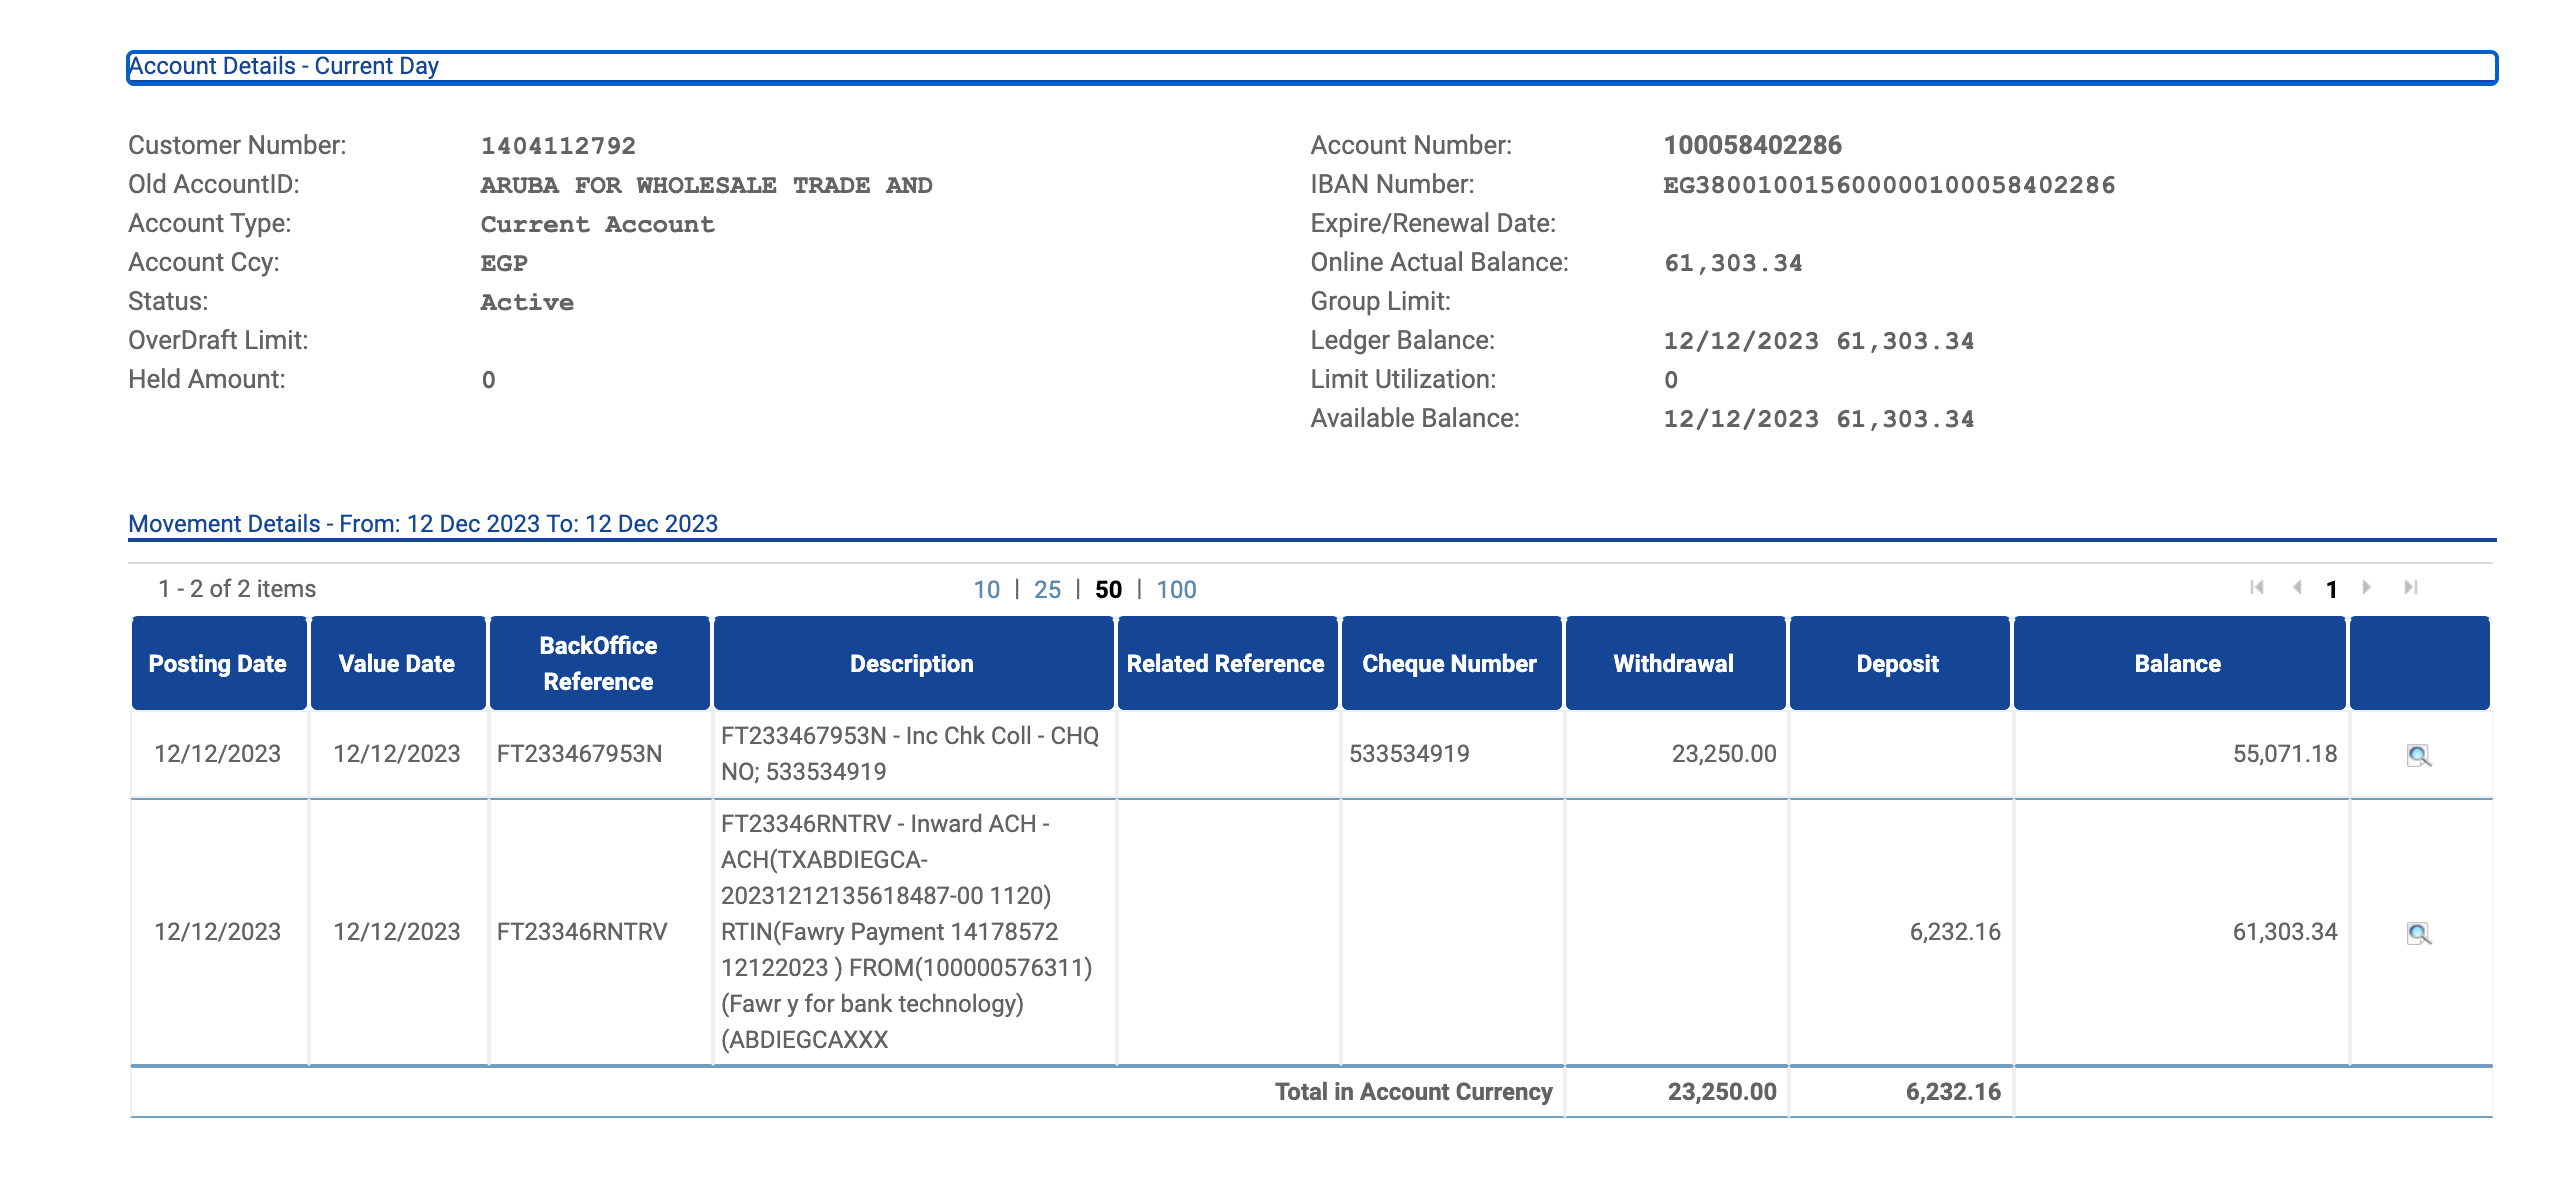 Account Details - Current Day
Customer Number: 1404112792
Account Number: 100058402286
Old AccountID: ARUBA FOR WHOLESALE TRADE AND
IBAN Number: EG380010015600000100058402286
Account Type: Current Account
Expire/Renewal Date:
Account Ccy: EGP
Online Actual Balance: 61,303.34
Status: Active
Group Limit:
OverDraft Limit:
Ledger Balance: 12/12/2023 61,303.34
Held Amount: 0
Limit Utilization: 0
Available Balance: 12/12/2023 61,303.34
Movement Details - From: 12 Dec 2023 To: 12 Dec 2023
1 - 2 of 2 items
10 | 25 | 50 | 100
1
Posting Date
Value Date
BackOffice
Reference
Description
Related Reference
Cheque Number
Withdrawal
Deposit
Balance
12/12/2023
12/12/2023
FT233467953N
FT233467953N - Inc Chk Coll - CHQ
NO; 533534919
533534919
23,250.00
55,071.18
12/12/2023
12/12/2023
FT23346RNTRV
FT23346RNTRV - Inward ACH -
ACH(TXABDIEGCA-
20231212135618487-00 1120)
RTIN(Fawry Payment 14178572
12122023 ) FROM(100000576311)
(Fawr y for bank technology)
(ABDIEGCAXXX
6,232.16
61,303.34
Total in Account Currency
23,250.00
6,232.16